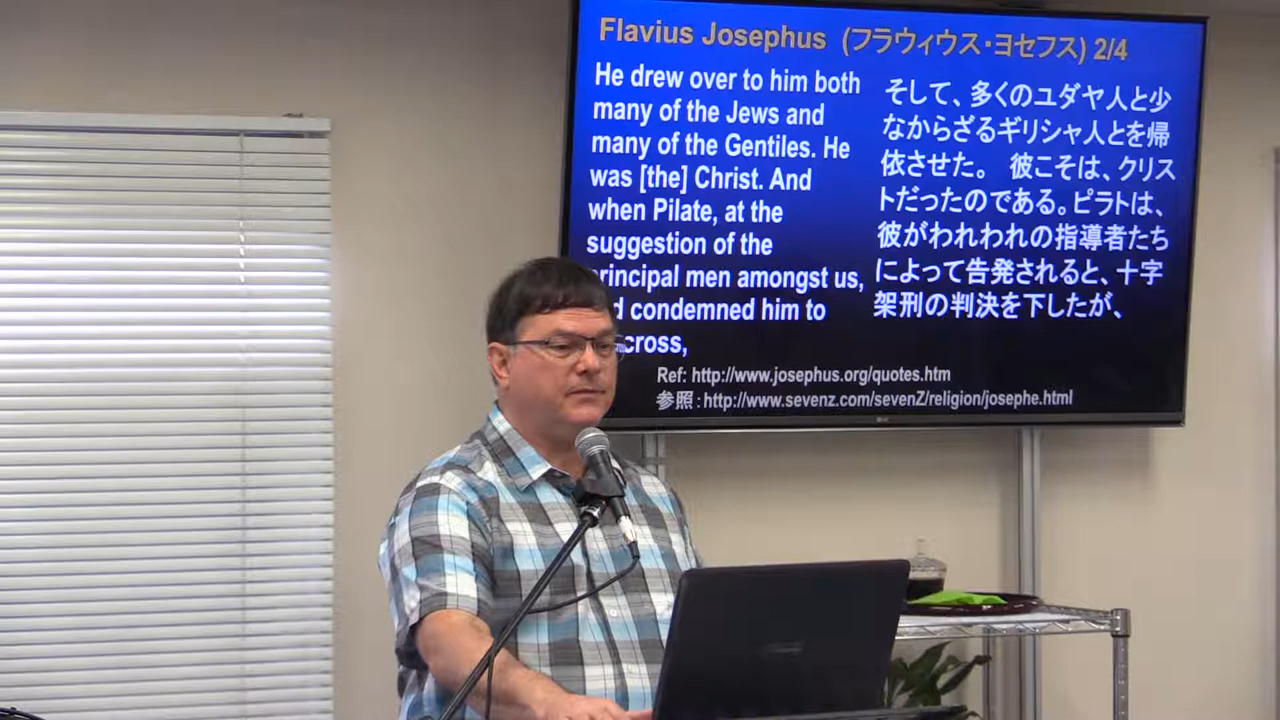 Flavius Josephus (フラウィウス・ヨセフス) 2/4
He drew over to him both
many of the Jews and
many of the Gentiles. He
was [the] Christ. And
when Pilate, at the
suggestion of the
rincipal men amongst us,
d condemned him to
cross,
そして、多くのユダヤ人と少
なからざるギリシャ人とを帰
依させた。 彼こそは、クリス
トだったのである。ピラトは、
彼がわれわれの指導者たち
によって告発されると、十字
架刑の判決を下したが、
Ref: http://www.josephus.org/quotes.htm
参照：http://www.sevenz.com/sevenZ/religion/josephe.html
LG